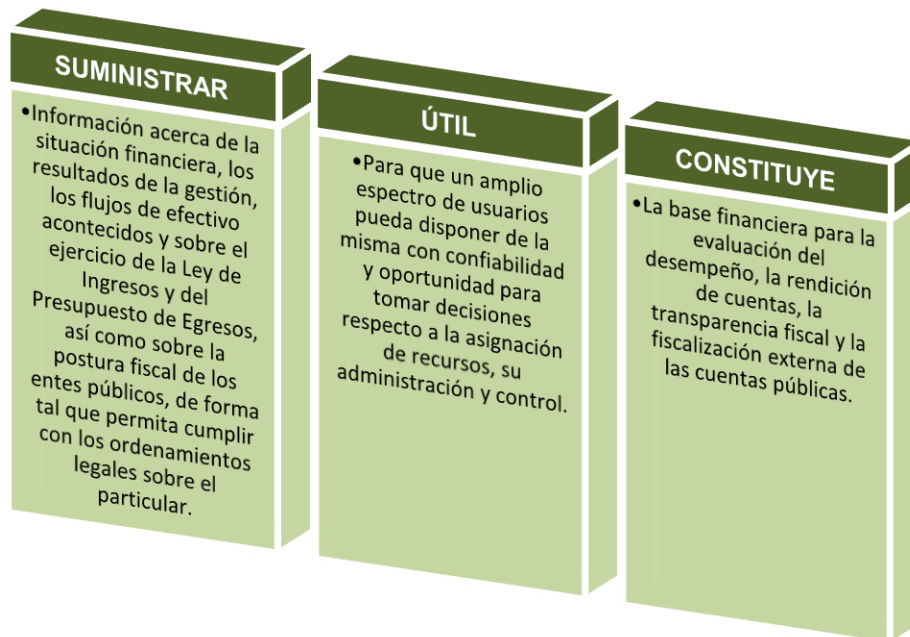 SUMINISTRAR
•Información acerca de la
situación financiera, los
resultados de la gestión,
los flujos de efectivo
acontecidos y sobre el
ejercicio de la Ley de
Ingresos y del
Presupuesto de Egresos,
así como sobre la
postura fiscal de los
entes públicos, de forma
tal que permita cumplir
con los ordenamientos
legales sobre el
particular.
ÚTIL
•Para que un amplio
espectro de usuarios
pueda disponer de la
misma con confiabilidad
y oportunidad para
tomar decisiones
respecto a la asignación
de recursos, su
administración y control.
CONSTITUYE
•La base financiera para la
evaluación del
desempeño, la rendición
de cuentas, la
transparencia fiscal y la
fiscalización externa de
las cuentas públicas.